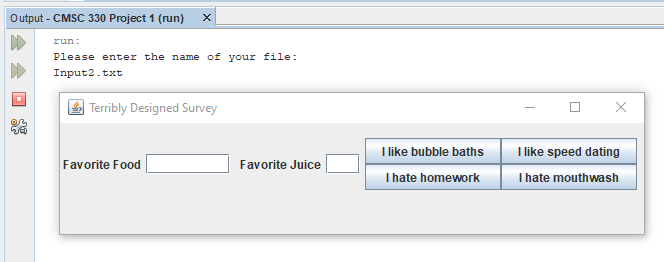 Output - CMSC 330 Project 1 (run) ×
run:
Please enter the name of your file:
Input2.txt
Terribly Designed Survey
Favorite Food
Favorite Juice
I like bubble baths
I like speed dating
I hate homework
I hate mouthwash